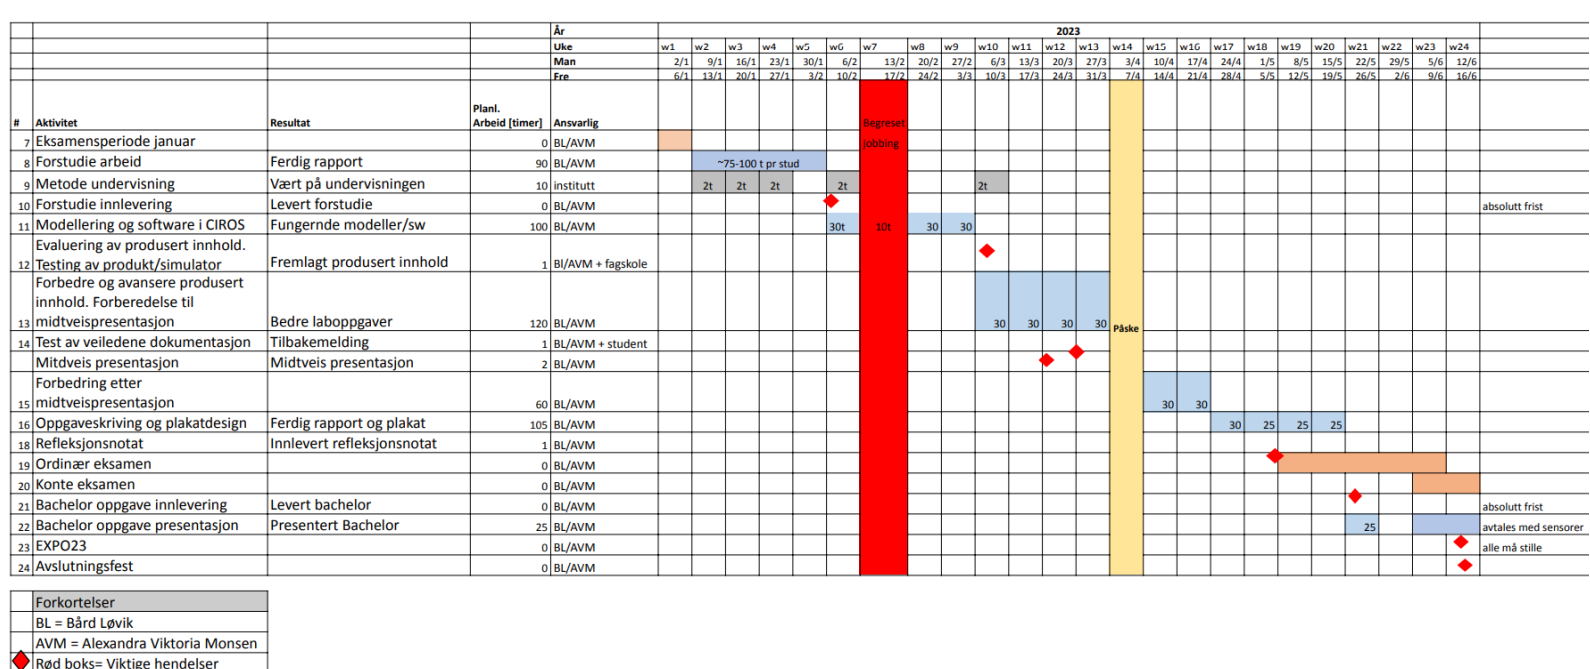 År 2023
Uke w1 w2 w3 w4 w5 w6 w7 w8 w9 w10 w11 w12 w13 w14 w15 w16 w17 w18 w19 w20 w21 w22 w23 w24
Man 2/1 9/1 16/1 23/1 30/1 6/2 13/2 20/2 27/2 6/3 13/3 20/3 27/3 3/4 10/4 17/4 24/4 1/5 8/5 15/5 22/5 29/5 5/6 12/6
Fre 6/1 13/1 20/1 27/1 3/2 10/2 17/2 24/2 3/3 10/3 17/3 24/3 31/3 7/4 14/4 21/4 28/4 5/5 12/5 19/5 26/5 2/6 9/6 16/6
Planl.
# Aktivitet Resultat Arbeid [timer] Ansvarlig Begreset
7 Eksamensperiode januar 0 BL/AVM jobbing
8 Forstudie arbeid Ferdig rapport 90 BL/AVM ~75-100 t pr stud
9 Metode undervisning Vært på undervisningen 10 institutt 2t 2t 2t 2t 2t
10 Forstudie innlevering Levert forstudie 0 BL/AVM absolutt frist
11 Modellering og software i CIROS Fungernde modeller/sw 100 BL/AVM 30t 10t 30 30
Evaluering av produsert innhold.
12 Testing av produkt/simulator Fremlagt produsert innhold 1 Bl/AVM + fagskole
Forbedre og avansere produsert
innhold. Forberedelse til
13 midtveispresentasjon Bedre laboppgaver 120 BL/AVM 30 30 30 30 Påske
14 Test av veiledene dokumentasjon Tilbakemelding 1 BL/AVM + student
Mitdveis presentasjon Midtveis presentasjon 2 BL/AVM
Forbedring etter
15 midtveispresentasjon 60 BL/AVM 30 30
16 Oppgaveskriving og plakatdesign Ferdig rapport og plakat 105 BL/AVM 30 25 25 25
18 Refleksjonsnotat Innlevert refleksjonsnotat 1 BL/AVM
19 Ordinær eksamen 0 BL/AVM
20 Konte eksamen 0 BL/AVM
21 Bachelor oppgave innlevering Levert bachelor 0 BL/AVM absolutt frist
22 Bachelor oppgave presentasjon Presentert Bachelor 25 BL/AVM 25 avtales med sensorer
23 EXPO23 0 BL/AVM alle må stille
24 Avslutningsfest 0 BL/AVM
Forkortelser
BL = Bård Løvik
AVM = Alexandra Viktoria Monsen
Rød boks= Viktige hendelser